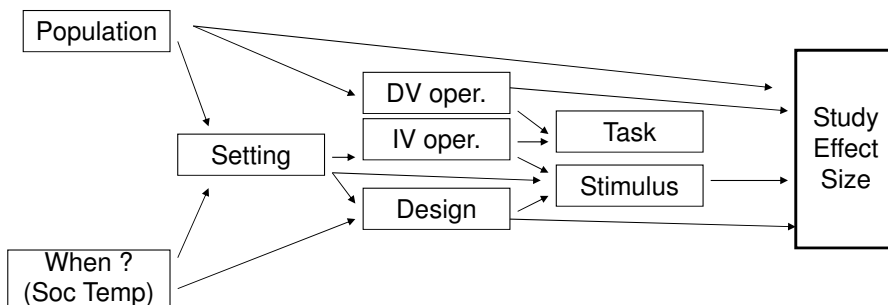 Population
DV oper.
IV oper.
Task
Setting
Stimulus
Design
Study
Effect
Size
When ?
(Soc Temp)